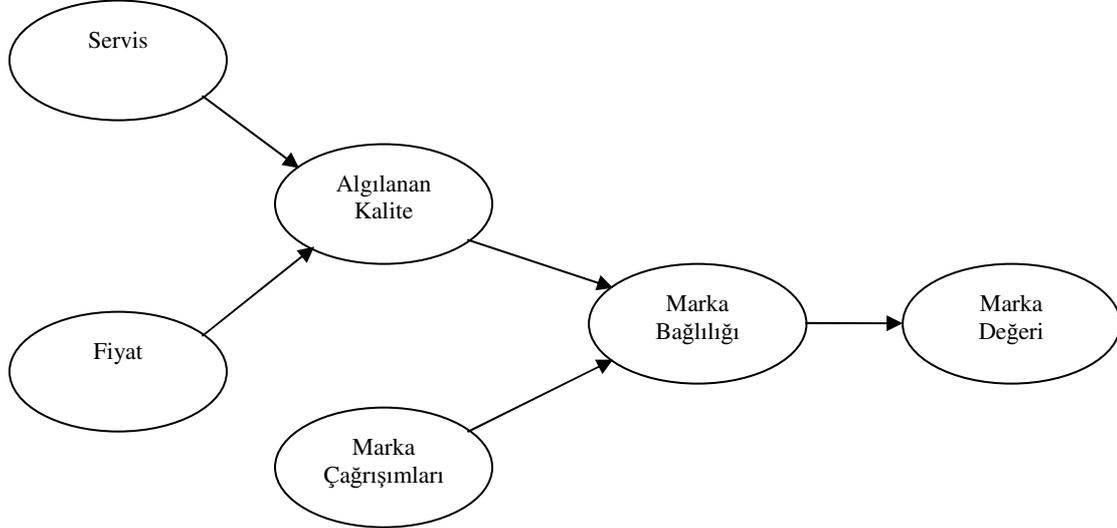 Servis
Algılanan
Kalite
Fiyat
Marka
Bağlılığı
Marka
Değeri
Marka
Çağrışımları